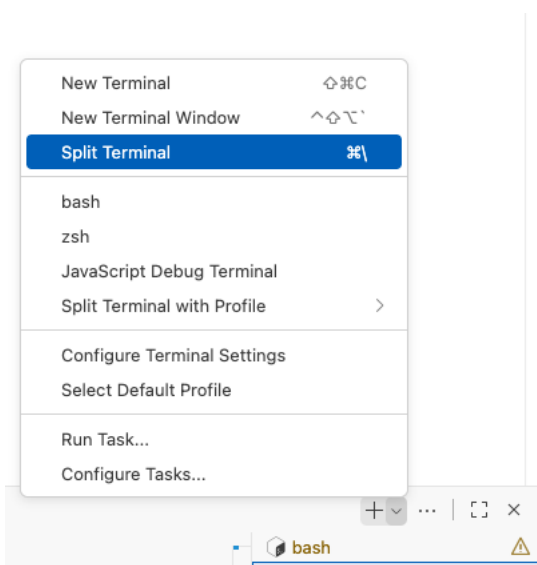 New Terminal ⇧⌘C
New Terminal Window ^⇧⌥`
Split Terminal ⌘\
bash
zsh
JavaScript Debug Terminal
Split Terminal with Profile
Configure Terminal Settings
Select Default Profile
Run Task...
Configure Tasks...
bash